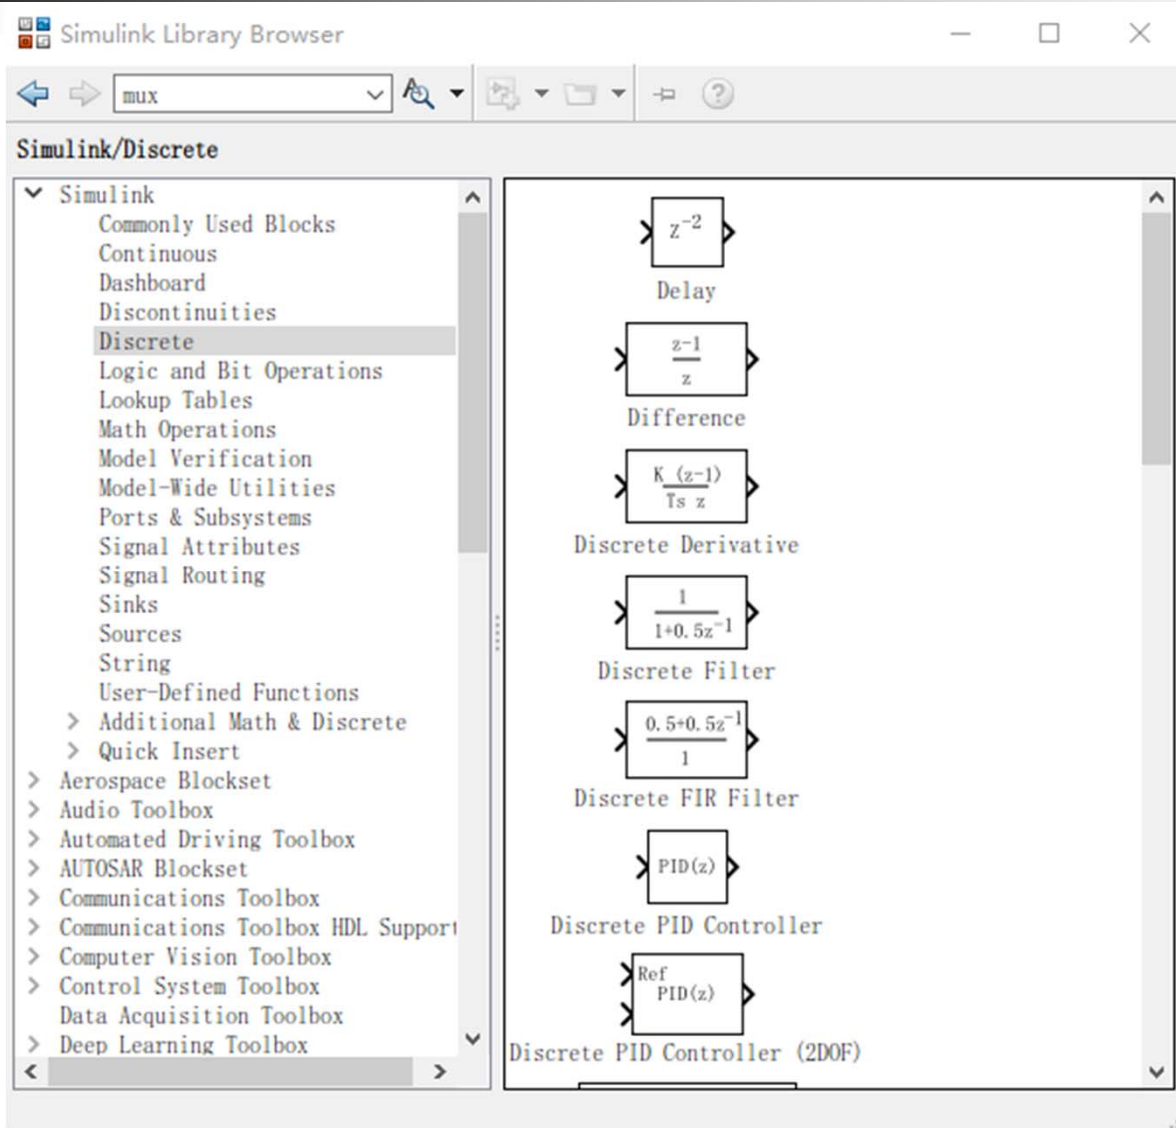 Simulink Library Browser
mux
Simulink/Discrete
Simulink
Commonly Used Blocks
Continuous
Dashboard
Discontinuities
Discrete
Logic and Bit Operations
Lookup Tables
Math Operations
Model Verification
Model-Wide Utilities
Ports & Subsystems
Signal Attributes
Signal Routing
Sinks
Sources
String
User-Defined Functions
Additional Math & Discrete
Quick Insert
Aerospace Blockset
Audio Toolbox
Automated Driving Toolbox
AUTOSAR Blockset
Communications Toolbox
Communications Toolbox HDL Support
Computer Vision Toolbox
Control System Toolbox
Data Acquisition Toolbox
Deep Learning Toolbox
z⁻²
Delay
z-1
z
Difference
K (z-1)
Ts z
Discrete Derivative
1
1+0.5z⁻¹
Discrete Filter
0.5+0.5z⁻¹
1
Discrete FIR Filter
PID(z)
Discrete PID Controller
Ref
PID(z)
Discrete PID Controller (2DOF)